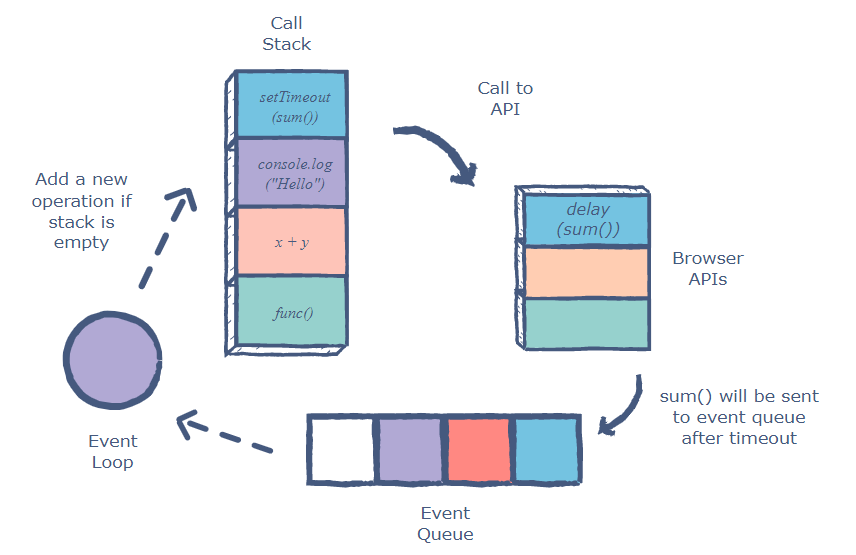 Call
Stack
setTimeout
(sum())
console.log
("Hello")
x + y
func()
Call to
API
delay
(sum())
Browser
APIs
Add a new
operation if
stack is
empty
Event
Loop
sum() will be sent
to event queue
after timeout
Event
Queue